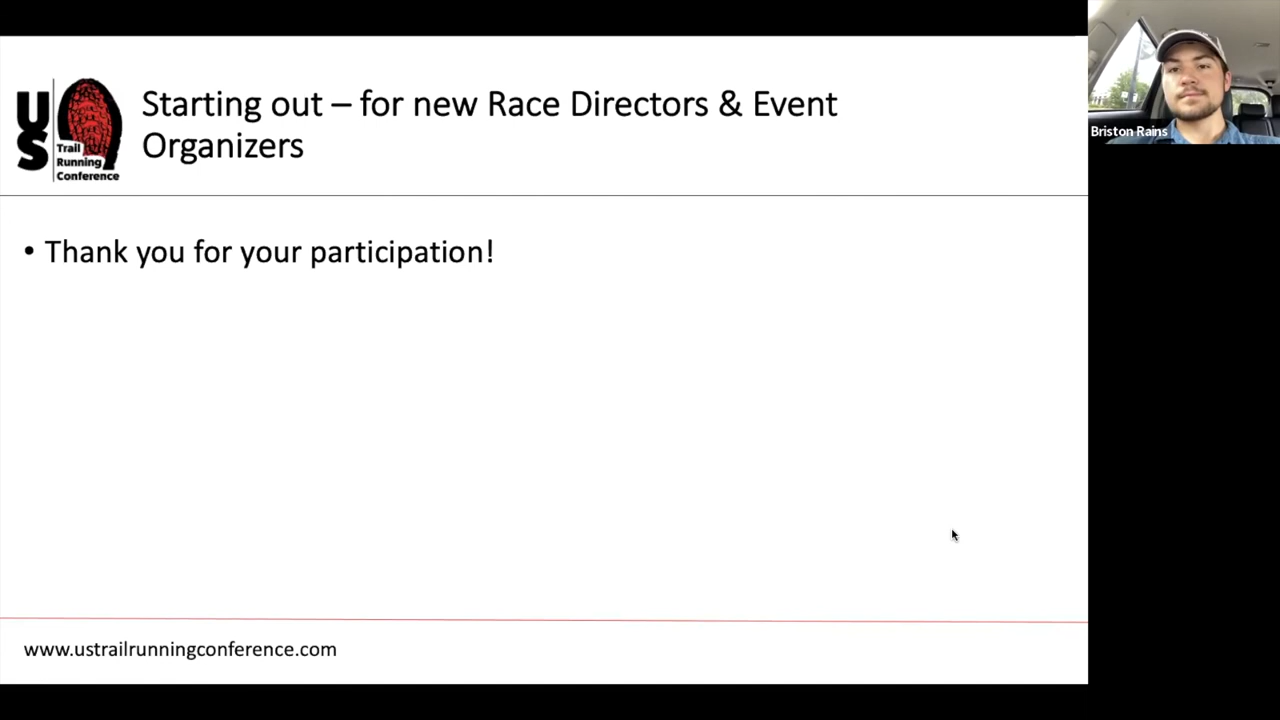 US
Trail
Running
Conference
Starting out – for new Race Directors & Event
Organizers
• Thank you for your participation!
www.ustrailrunningconference.com
Briston Rains